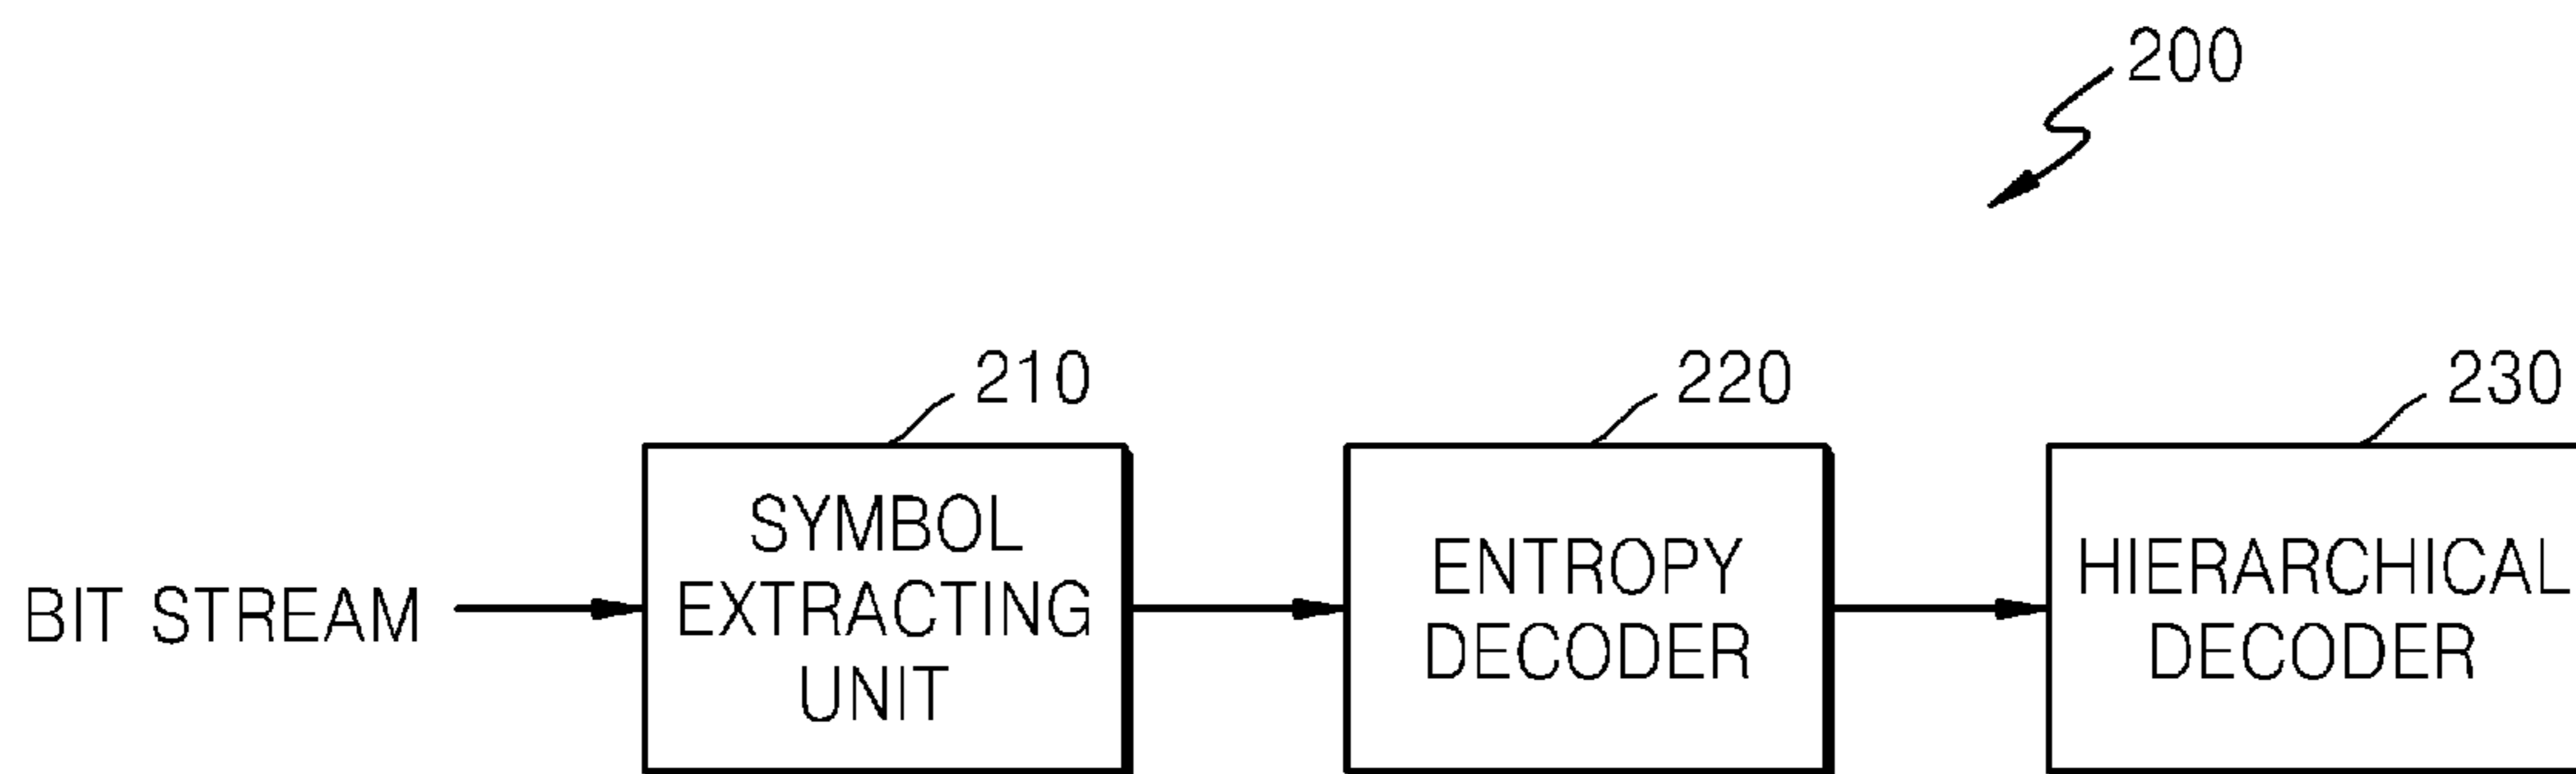 200
210
220
230
SYMBOL
EXTRACTING
UNIT
ENTROPY
DECODER
HIERARCHICAL
DECODER
BIT STREAM